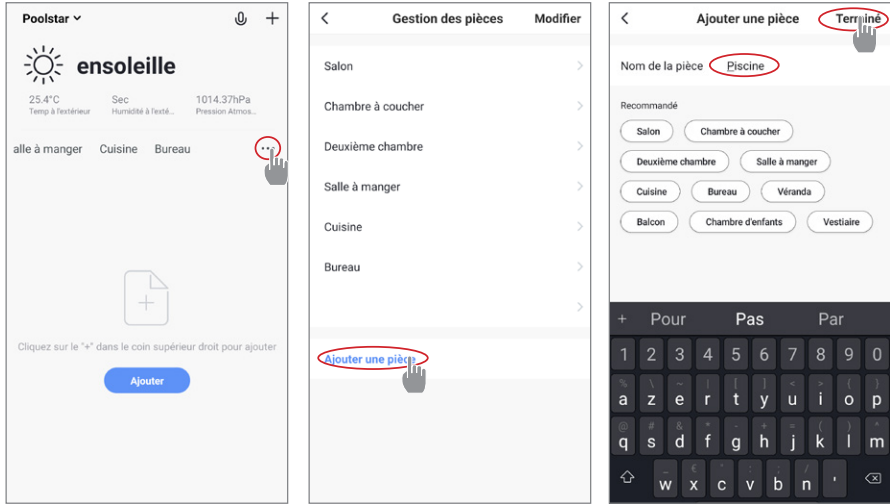 Poolstar
ensoleille
25.4°C Sec 1014.37hPa
Temp à l'extérieur Humidité à l'exté... Pression Atmos...
alle à manger Cuisine Bureau ...
Cliquez sur le "+" dans le coin supérieur droit pour ajouter
Ajouter
Gestion des pièces Modifier
Salon
Chambre à coucher
Deuxième chambre
Salle à manger
Cuisine
Bureau
Ajouter une pièce
Ajouter une pièce Terminé
Nom de la pièce Piscine
Recommandé
Salon Chambre à coucher
Deuxième chambre Salle à manger
Cuisine Bureau Véranda
Balcon Chambre d'enfants Vestiaire
+ Pour Pas Par
1 2 3 4 5 6 7 8 9 0
a z e r t y u i o p
q s d f g h j k l m
w x c v b n '